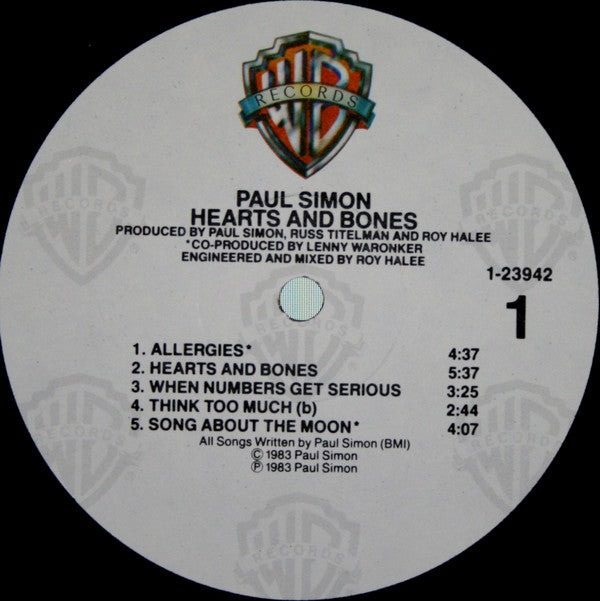 WB
RECORDS
PAUL SIMON
HEARTS AND BONES
PRODUCED BY PAUL SIMON, RUSS TITELMAN AND ROY HALEE
*CO-PRODUCED BY LENNY WARONKER
ENGINEERED AND MIXED BY ROY HALEE
1-23942
1
1. ALLERGIES* 4:37
2. HEARTS AND BONES 5:37
3. WHEN NUMBERS GET SERIOUS 3:25
4. THINK TOO MUCH (b) 2:44
5. SONG ABOUT THE MOON* 4:07
All Songs Written by Paul Simon (BMI)
Ⓒ 1983 Paul Simon
Ⓟ 1983 Paul Simon